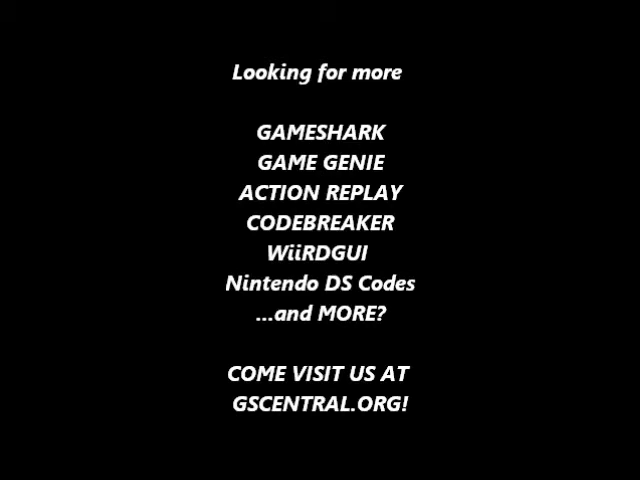 Looking for more
GAMESHARK
GAME GENIE
ACTION REPLAY
CODEBREAKER
WiiRDGUI
Nintendo DS Codes
...and MORE?
COME VISIT US AT
GSCENTRAL.ORG!